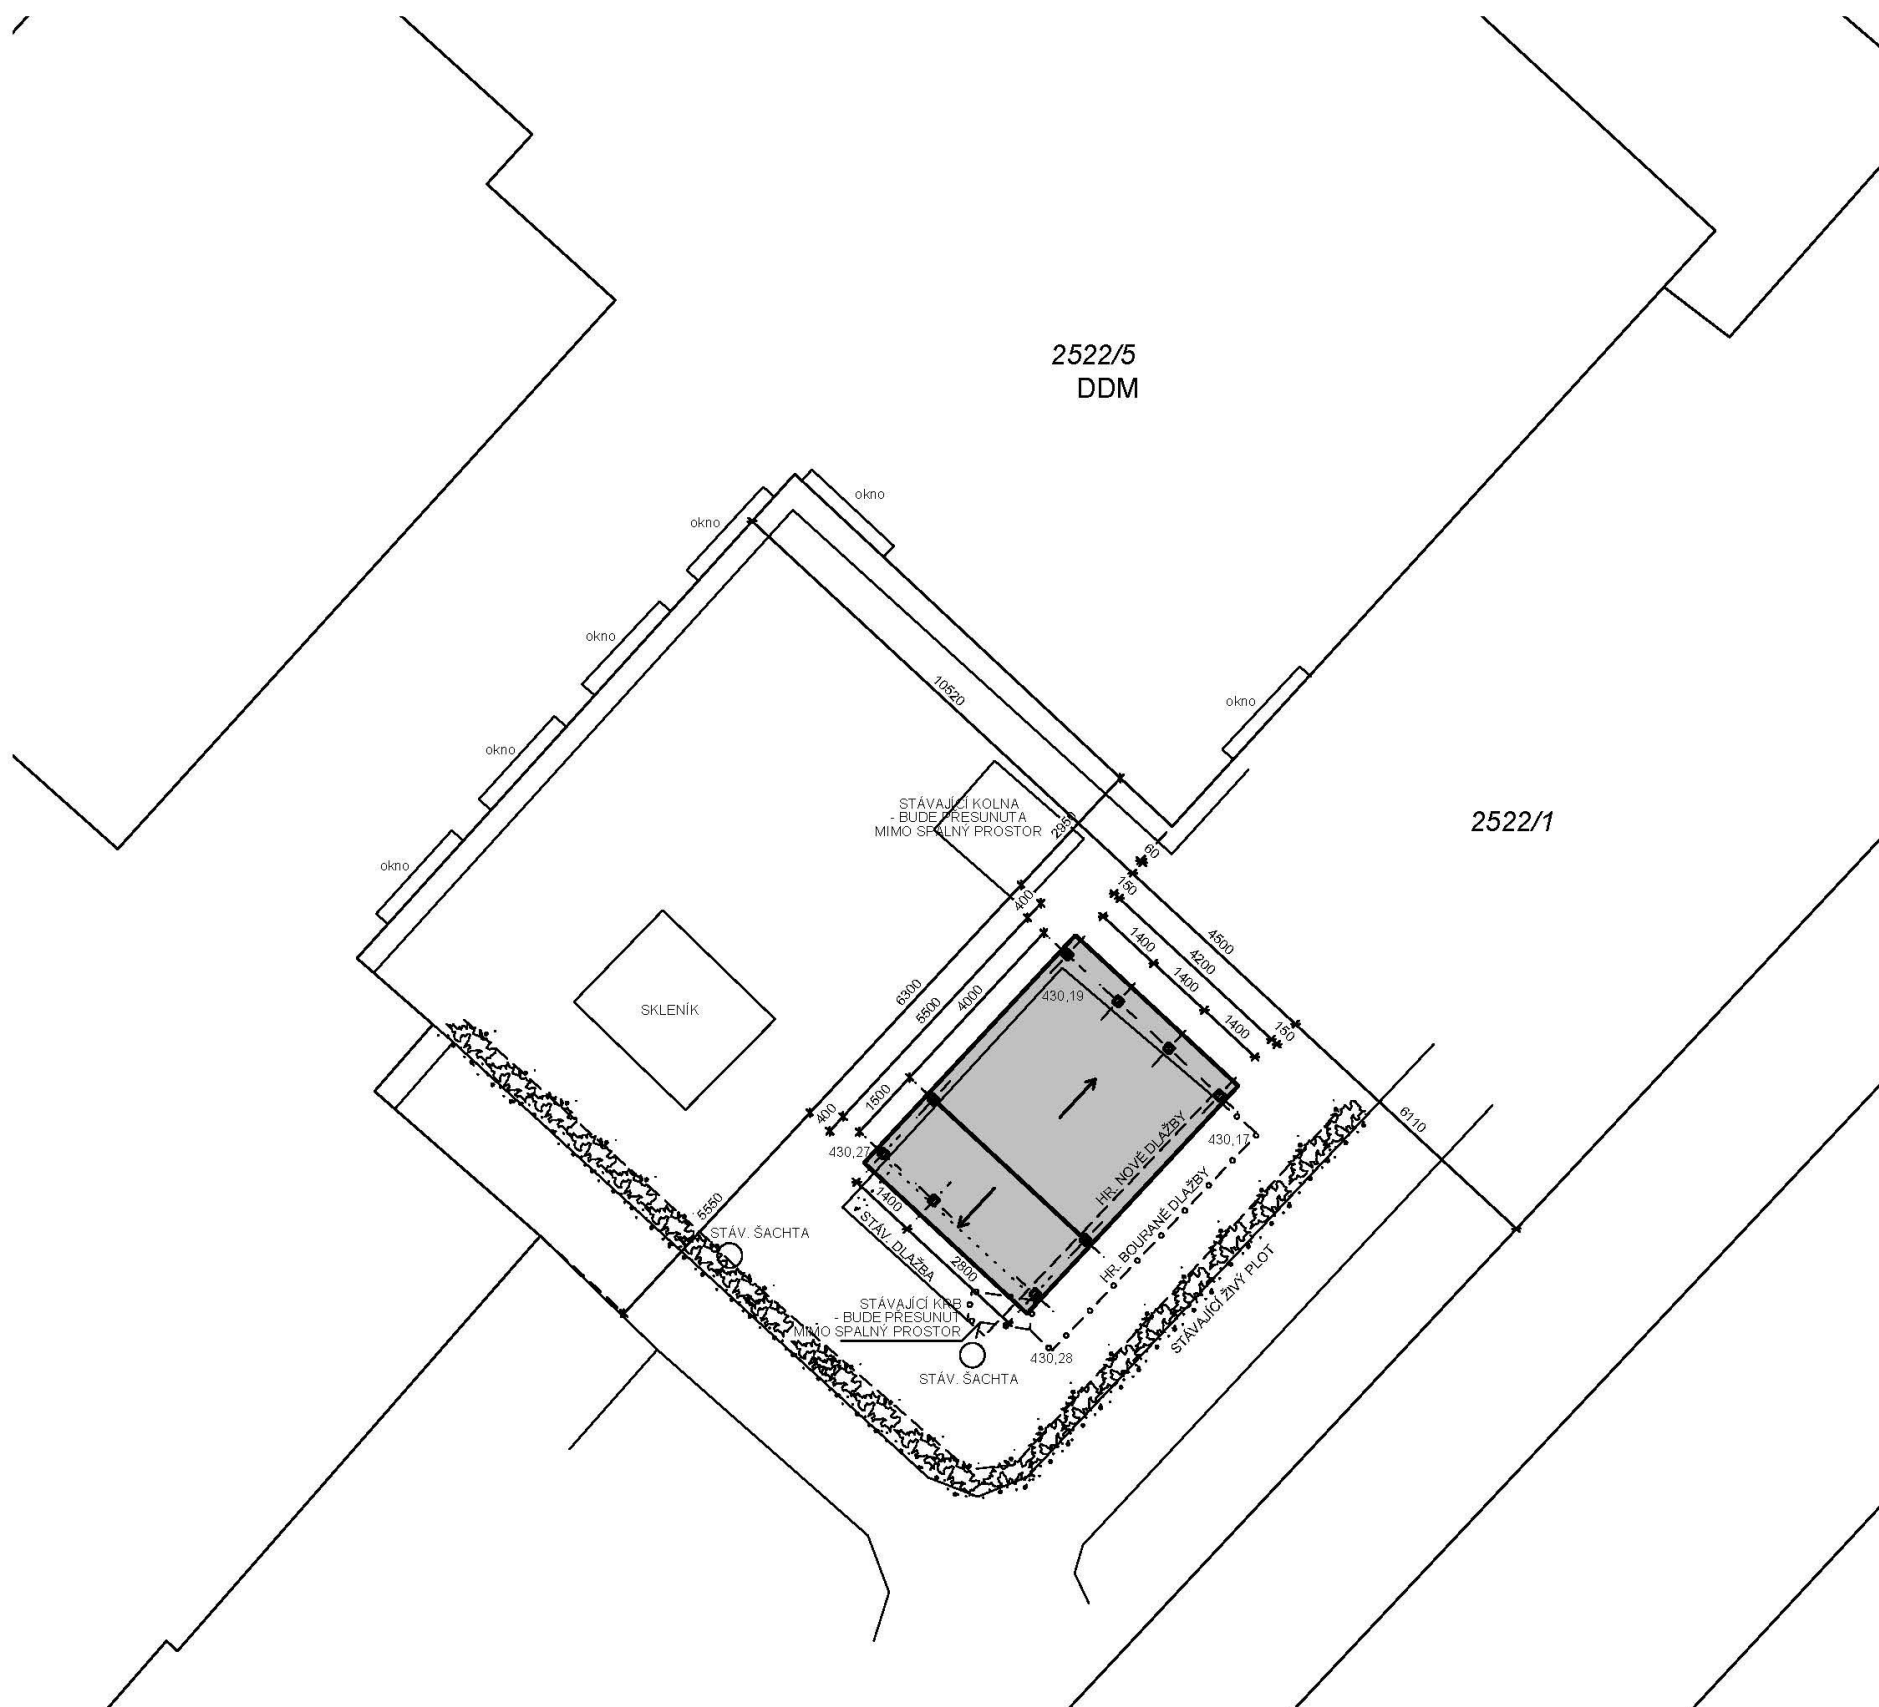 2522/5
DDM
okno
okno
okno
okno
10520
okno
STÁVAJÍCÍ KOLNA
- BUDE PŘESUNUTA
MIMO SPALNÝ PROSTOR
2950
2522/1
60
okno
150
400
4500
4200
1400
1400
1400
150
6300
5500
4000
430,19
SKLENÍK
1500
400
6110
430,27
430,17
HR. NOVÉ DLAŽBY
HR. BOURANÉ DLAŽBY
STÁVAJÍCÍ ŽIVÝ PLOT
1400
2800
STÁV. DLAŽBA
5550
STÁV. ŠACHTA
STÁVAJÍCÍ KRB
- BUDE PŘESUNUT
MIMO SPALNÝ PROSTOR
430,28
STÁV. ŠACHTA